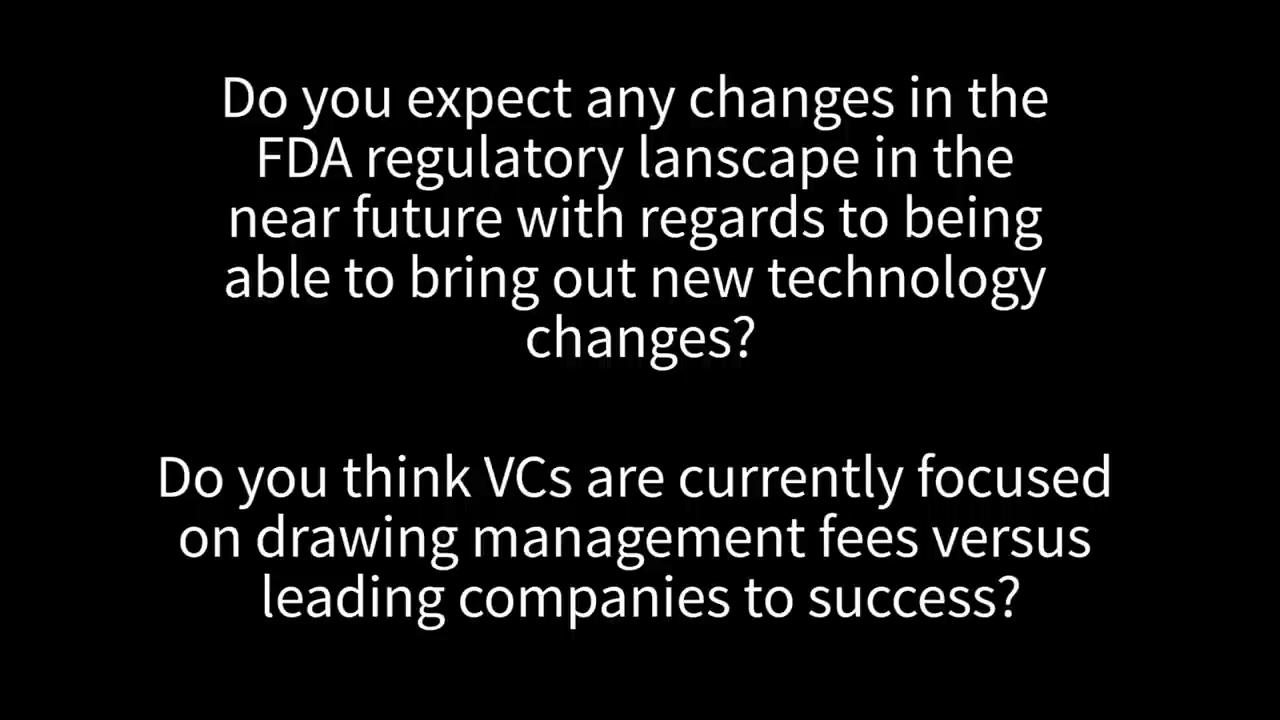 Do you expect any changes in the
FDA regulatory lanscape in the
near future with regards to being
able to bring out new technology
changes?
Do you think VCs are currently focused
on drawing management fees versus
leading companies to success?